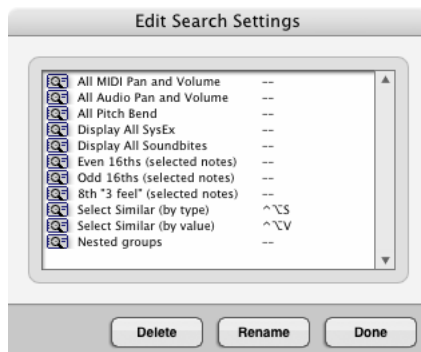 Edit Search Settings
All MIDI Pan and Volume --
All Audio Pan and Volume --
All Pitch Bend --
Display All SysEx --
Display All Soundbites --
Even 16ths (selected notes) --
Odd 16ths (selected notes) --
8th "3 feel" (selected notes) --
Select Similar (by type) ^⌥S
Select Similar (by value) ^⌥V
Nested groups --
Delete Rename Done